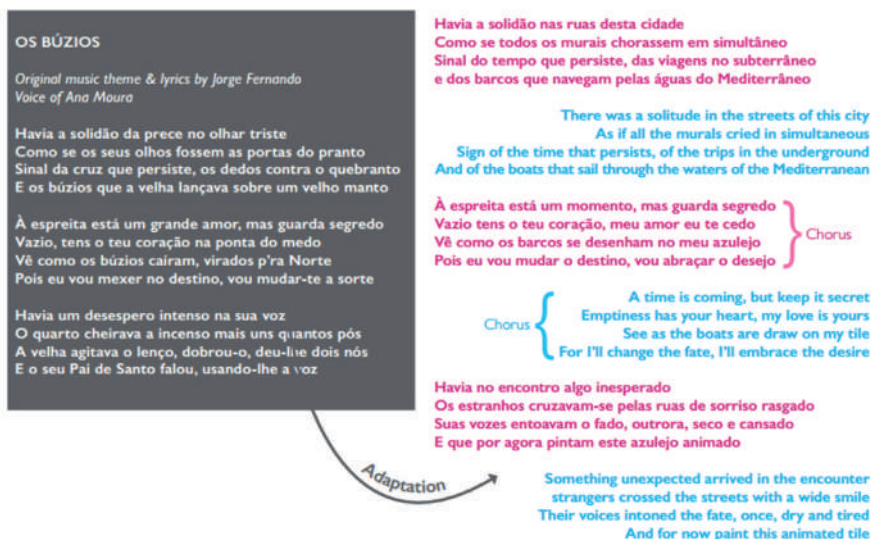 OS BÚZIOS
Original music theme & lyrics by Jorge Fernando
Voice of Ana Moura
Havia a solidão da prece no olhar triste
Como se os seus olhos fossem as portas do pranto
Sinal da cruz que persiste, os dedos contra o quebranto
E os búzios que a velha lançava sobre um velho manto
À espreita está um grande amor, mas guarda segredo
Vazio, tens o teu coração na ponta do medo
Vê como os búzios caíram, virados p'ra Norte
Pois eu vou mexer no destino, vou mudar-te a sorte
Havia um desespero intenso na sua voz
O quarto cheirava a incenso mais uns quantos pós
A velha agitava o lenço, dobrou-o, deu-lhe dois nós
E o seu Pai de Santo falou, usando-lhe a voz
Adaptation
Havia a solidão nas ruas desta cidade
Como se todos os murais chorassem em simultâneo
Sinal do tempo que persiste, das viagens no subterrâneo
e dos barcos que navegam pelas águas do Mediterrâneo
There was a solitude in the streets of this city
As if all the murals cried in simultaneous
Sign of the time that persists, of the trips in the underground
And of the boats that sail through the waters of the Mediterranean
À espreita está um momento, mas guarda segredo
Vazio tens o teu coração, meu amor eu te cedo
Vê como os barcos se desenham no meu azulejo
Pois eu vou mudar o destino, vou abraçar o desejo
Chorus
A time is coming, but keep it secret
Emptiness has your heart, my love is yours
See as the boats are draw on my tile
For I'll change the fate, I'll embrace the desire
Chorus
Havia no encontro algo inesperado
Os estranhos cruzavam-se pelas ruas de sorriso rasgado
Suas vozes entoavam o fado, outrora, seco e cansado
E que por agora pintam este azulejo animado
Something unexpected arrived in the encounter
strangers crossed the streets with a wide smile
Their voices intoned the fate, once, dry and tired
And for now paint this animated tile